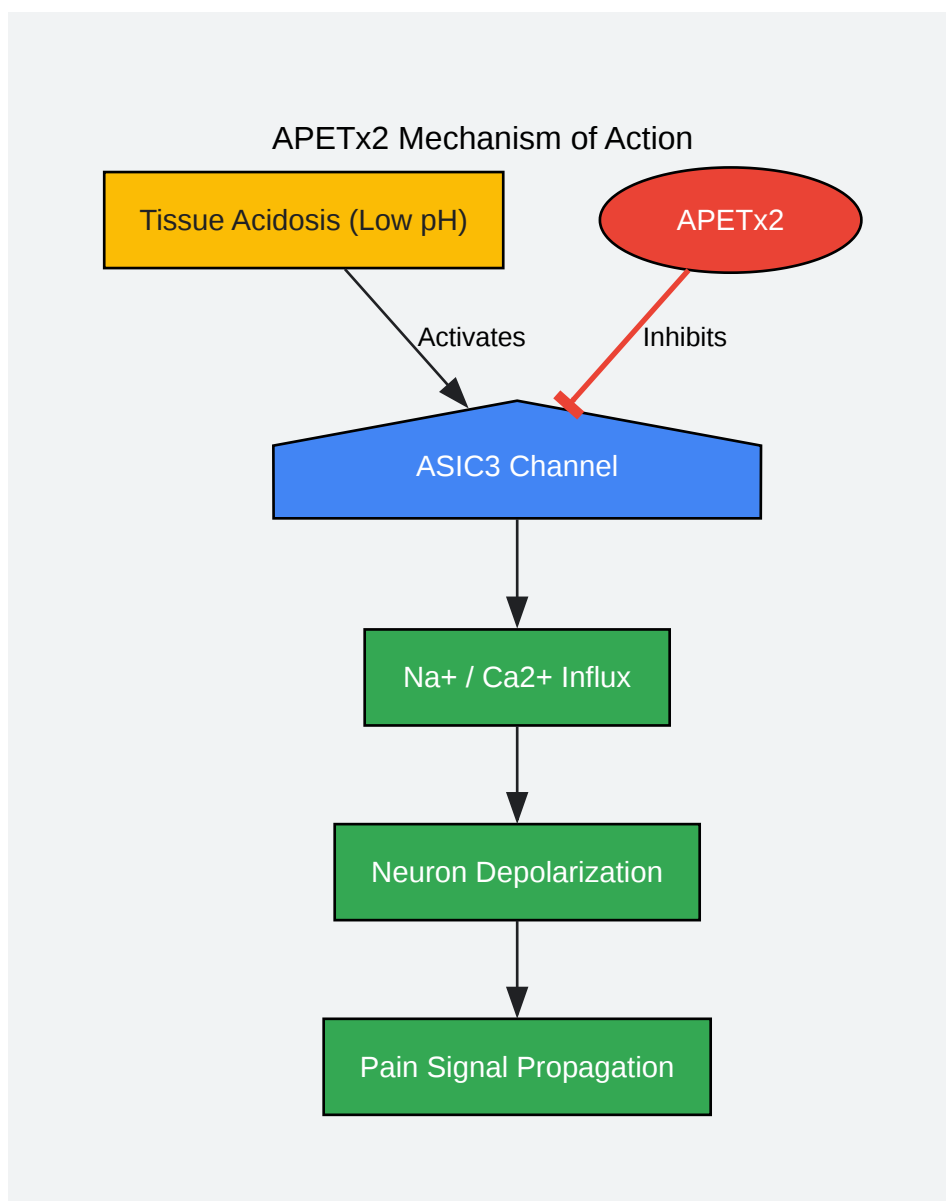 APETx2 Mechanism of Action
Tissue Acidosis (Low pH)
APETx2
Activates
Inhibits
ASIC3 Channel
Na+ / Ca2+ Influx
Neuron Depolarization
Pain Signal Propagation